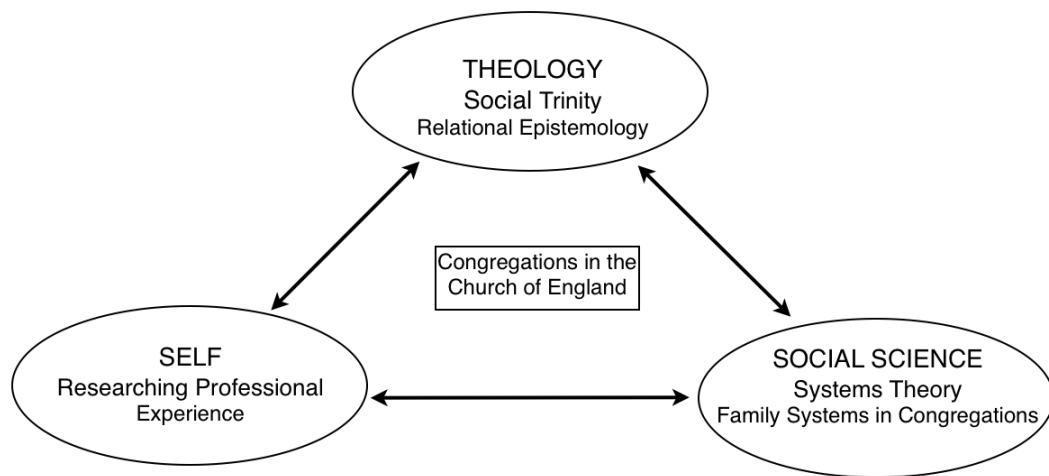 THEOLOGY
Social Trinity
Relational Epistemology
Congregations in the
Church of England
SELF
Researching Professional
Experience
SOCIAL SCIENCE
Systems Theory
Family Systems in Congregations